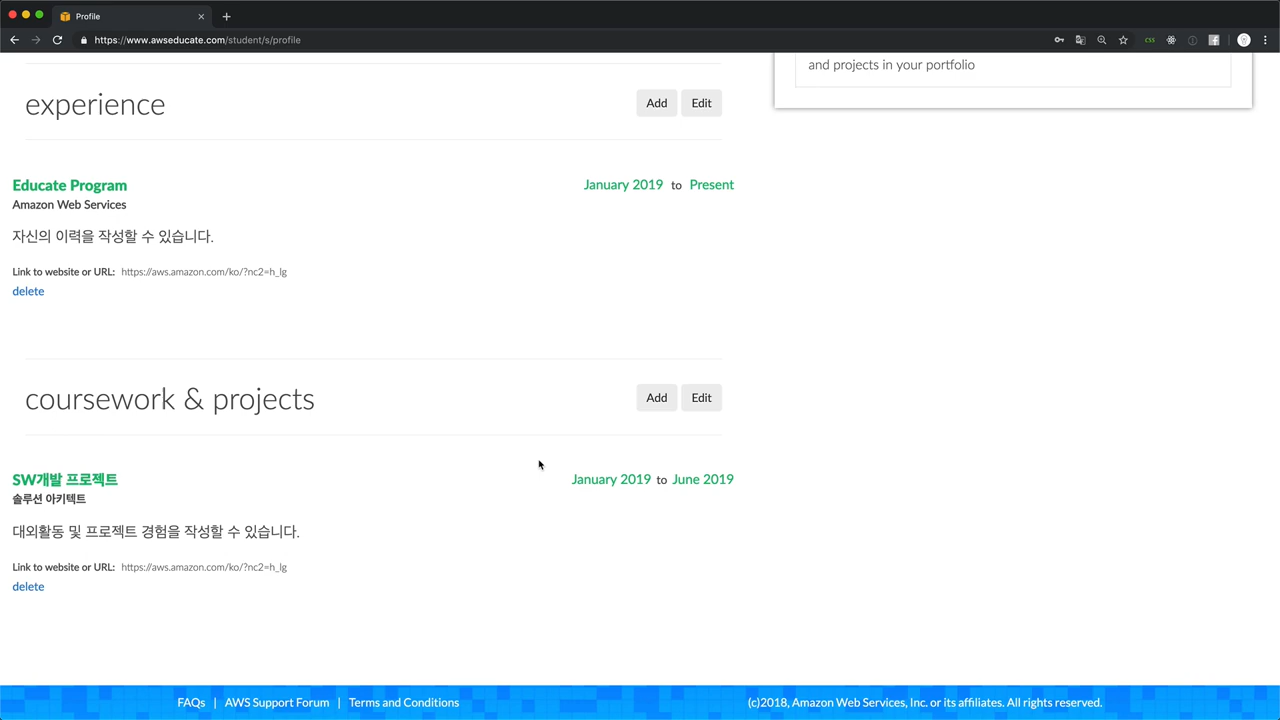 Profile
https://www.awseducate.com/student/s/profile
css
and projects in your portfolio
experience
Add
Edit
Educate Program
January 2019 to Present
Amazon Web Services
자신의 이력을 작성할 수 있습니다.
Link to website or URL: https://aws.amazon.com/ko/?nc2=h_lg
delete
coursework & projects
Add
Edit
SW개발 프로젝트
January 2019 to June 2019
솔루션 아키텍트
대외활동 및 프로젝트 경험을 작성할 수 있습니다.
Link to website or URL: https://aws.amazon.com/ko/?nc2=h_lg
delete
FAQs | AWS Support Forum | Terms and Conditions
(c)2018, Amazon Web Services, Inc. or its affiliates. All rights reserved.